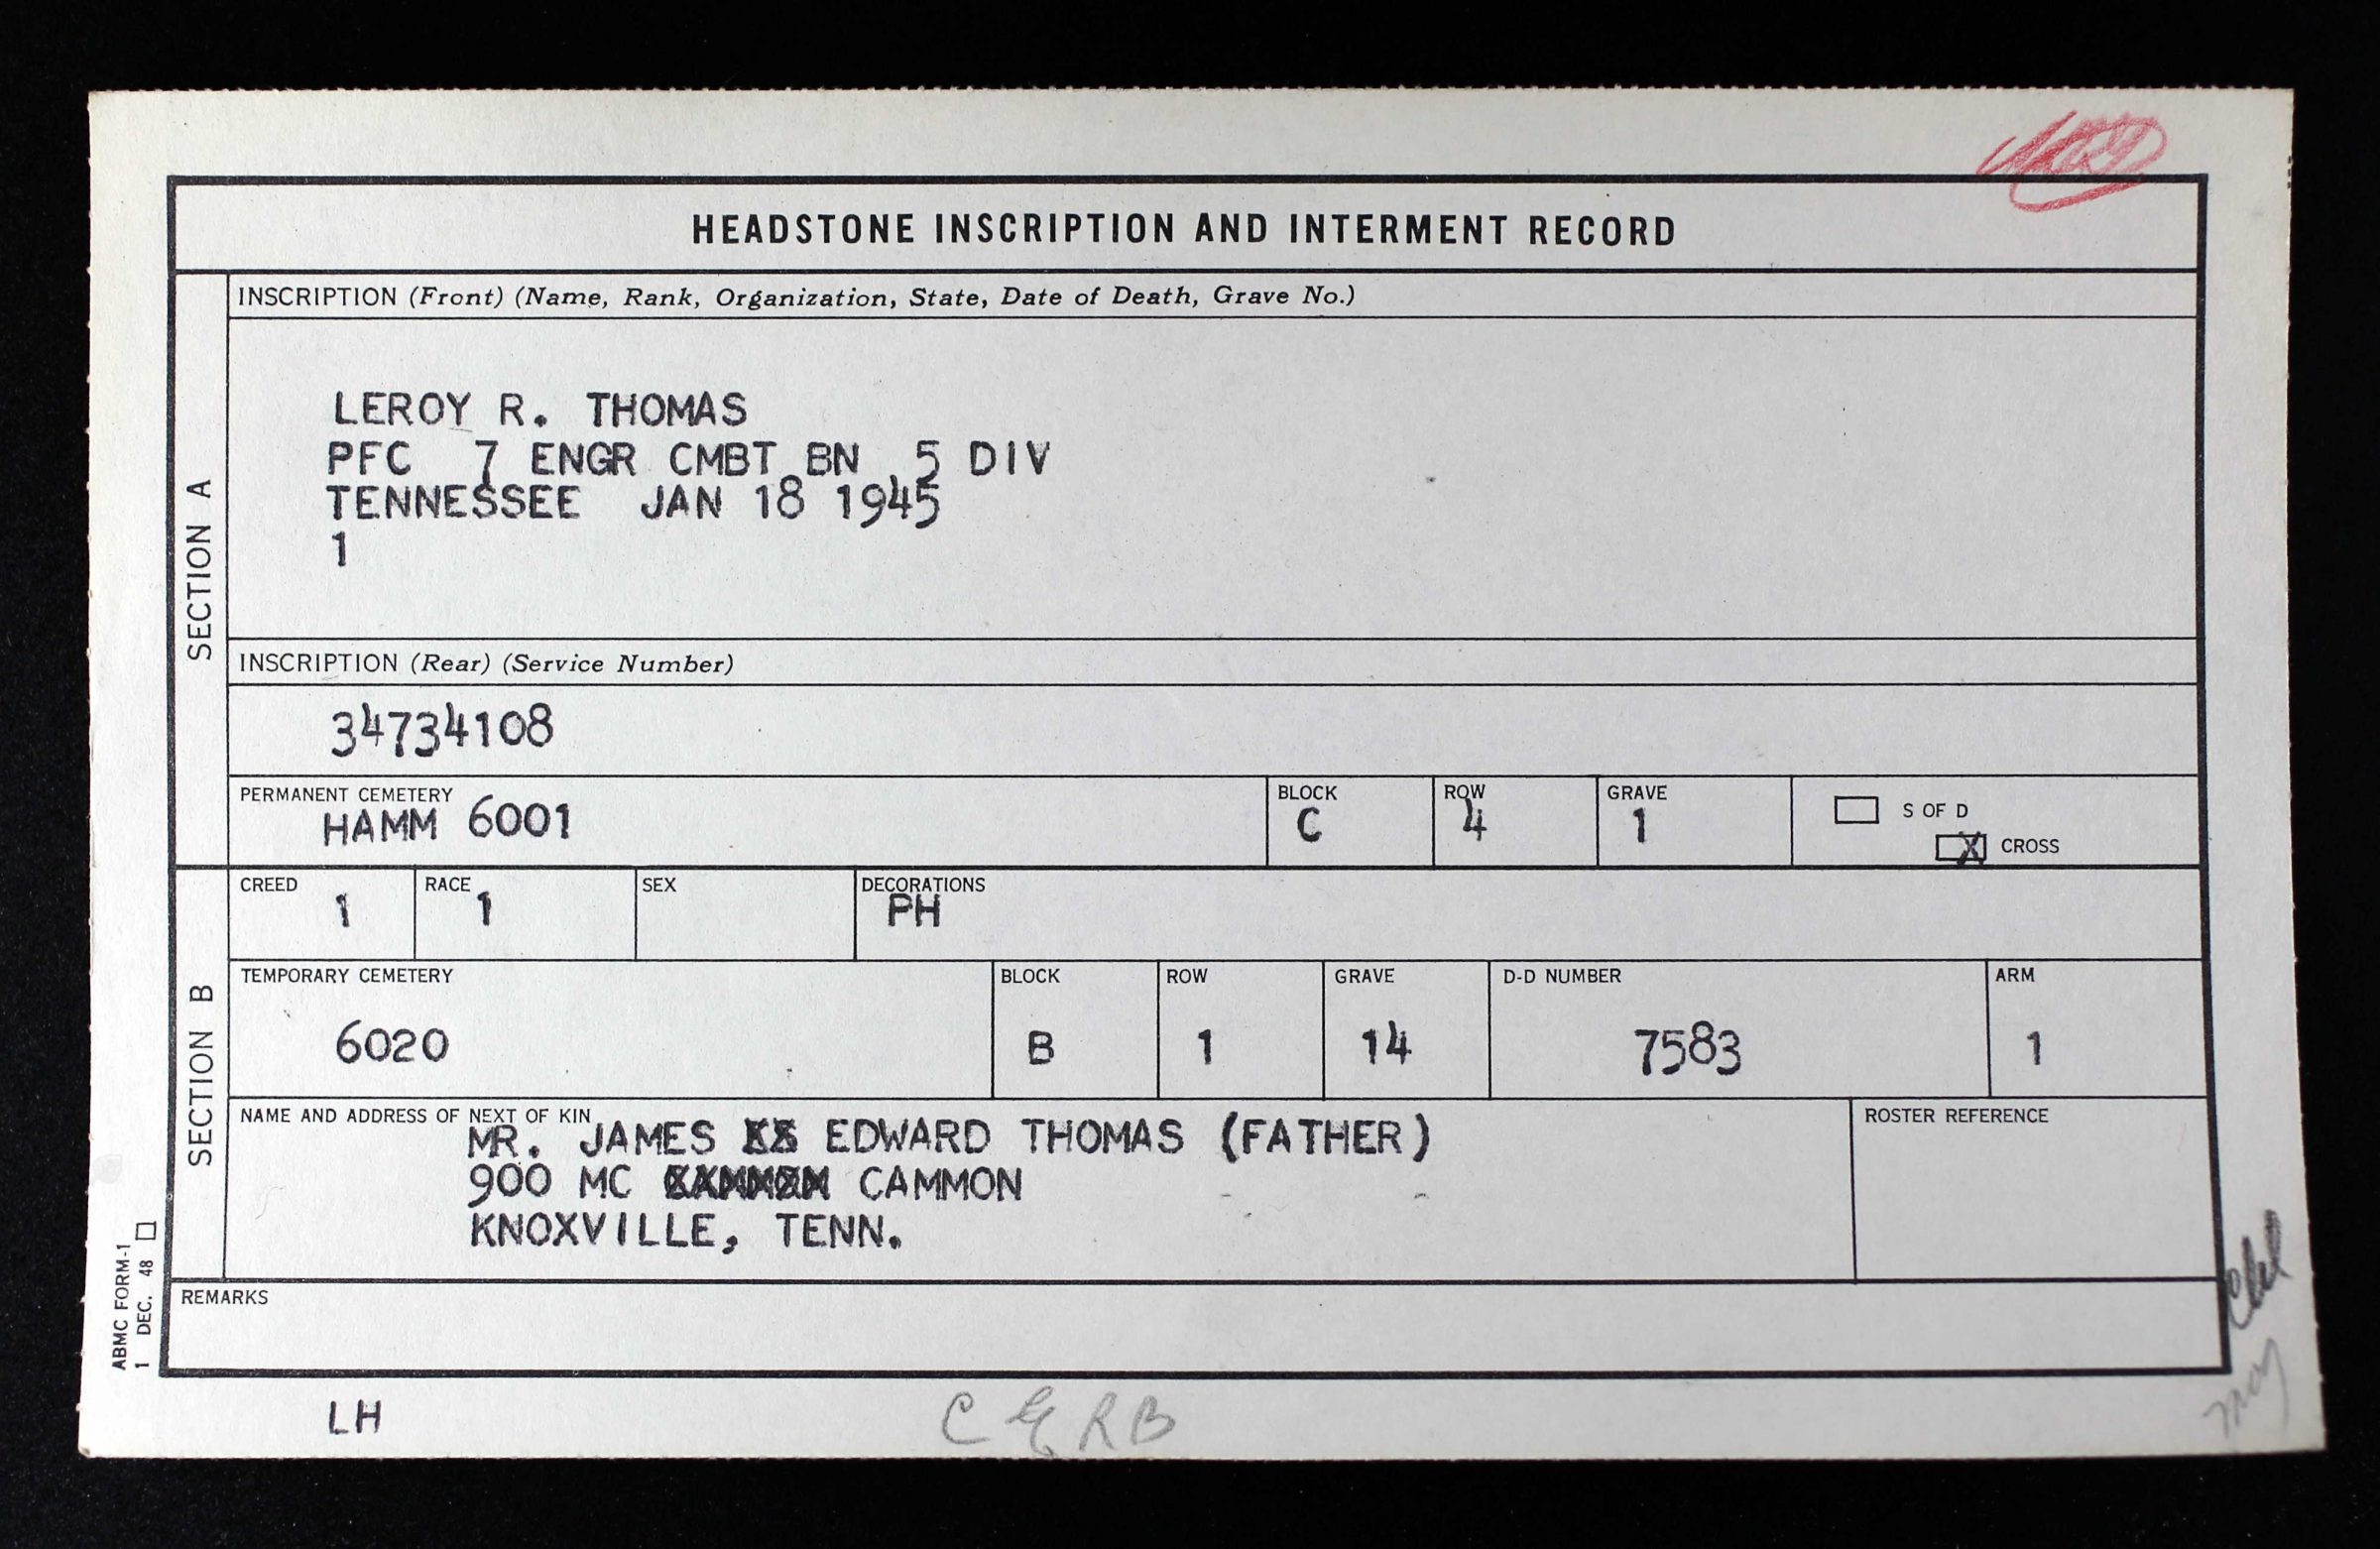 HEADSTONE INSCRIPTION AND INTERMENT RECORD
SECTION A
INSCRIPTION (Front) (Name, Rank, Organization, State, Date of Death, Grave No.)
LEROY R. THOMAS
PFC 7 ENGR CMBT BN 5 DIV
TENNESSEE JAN 18 1945
1
INSCRIPTION (Rear) (Service Number)
34734108
PERMANENT CEMETERY BLOCK ROW GRAVE S OF D
HAMM 6001 C 4 1 X CROSS
SECTION B
CREED RACE SEX DECORATIONS
1 1 PH
TEMPORARY CEMETERY BLOCK ROW GRAVE D-D NUMBER ARM
6020 B 1 14 7583 1
NAME AND ADDRESS OF NEXT OF KIN ROSTER REFERENCE
MR. JAMES EDWARD THOMAS (FATHER)
900 MC CAMMON
KNOXVILLE, TENN.
REMARKS
ABMC FORM-1
1 DEC. 48
LH